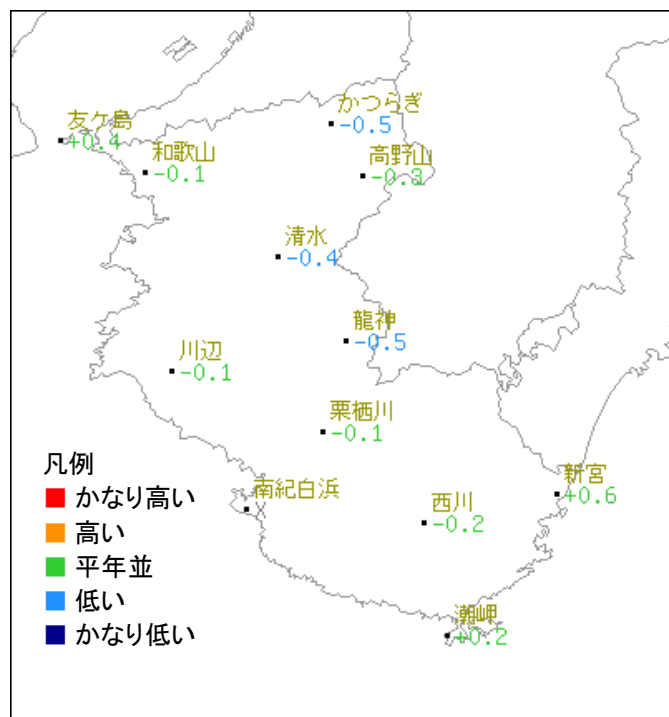 かつらぎ
-0.5
友ケ島
+0.4
和歌山
-0.1
高野山
-0.3
清水
-0.4
龍神
-0.5
川辺
-0.1
栗栖川
-0.1
凡例
かなり高い
高い
平年並
低い
かなり低い
南紀白浜
西川
-0.2
新宮
+0.6
潮岬
+0.2